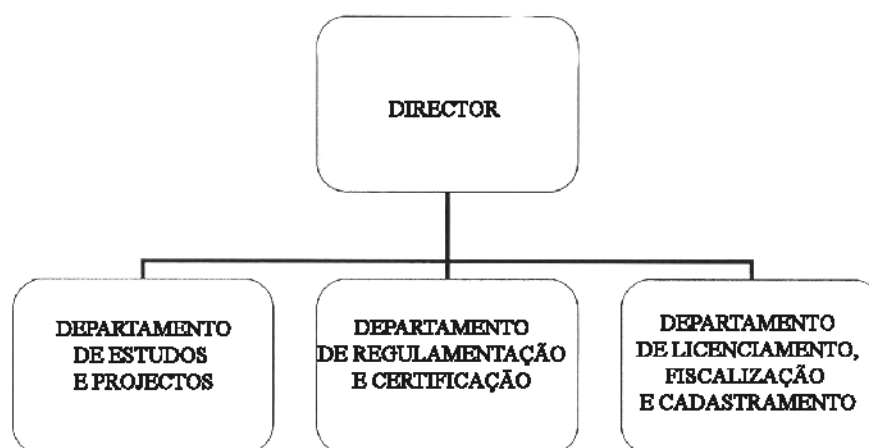 DIRECTOR
DEPARTAMENTO
DE ESTUDOS
E PROJECTOS
DEPARTAMENTO
DE REGULAMENTAÇÃO
E CERTIFICAÇÃO
DEPARTAMENTO
DE LICENCIAMENTO,
FISCALIZAÇÃO
E CADASTRAMENTO